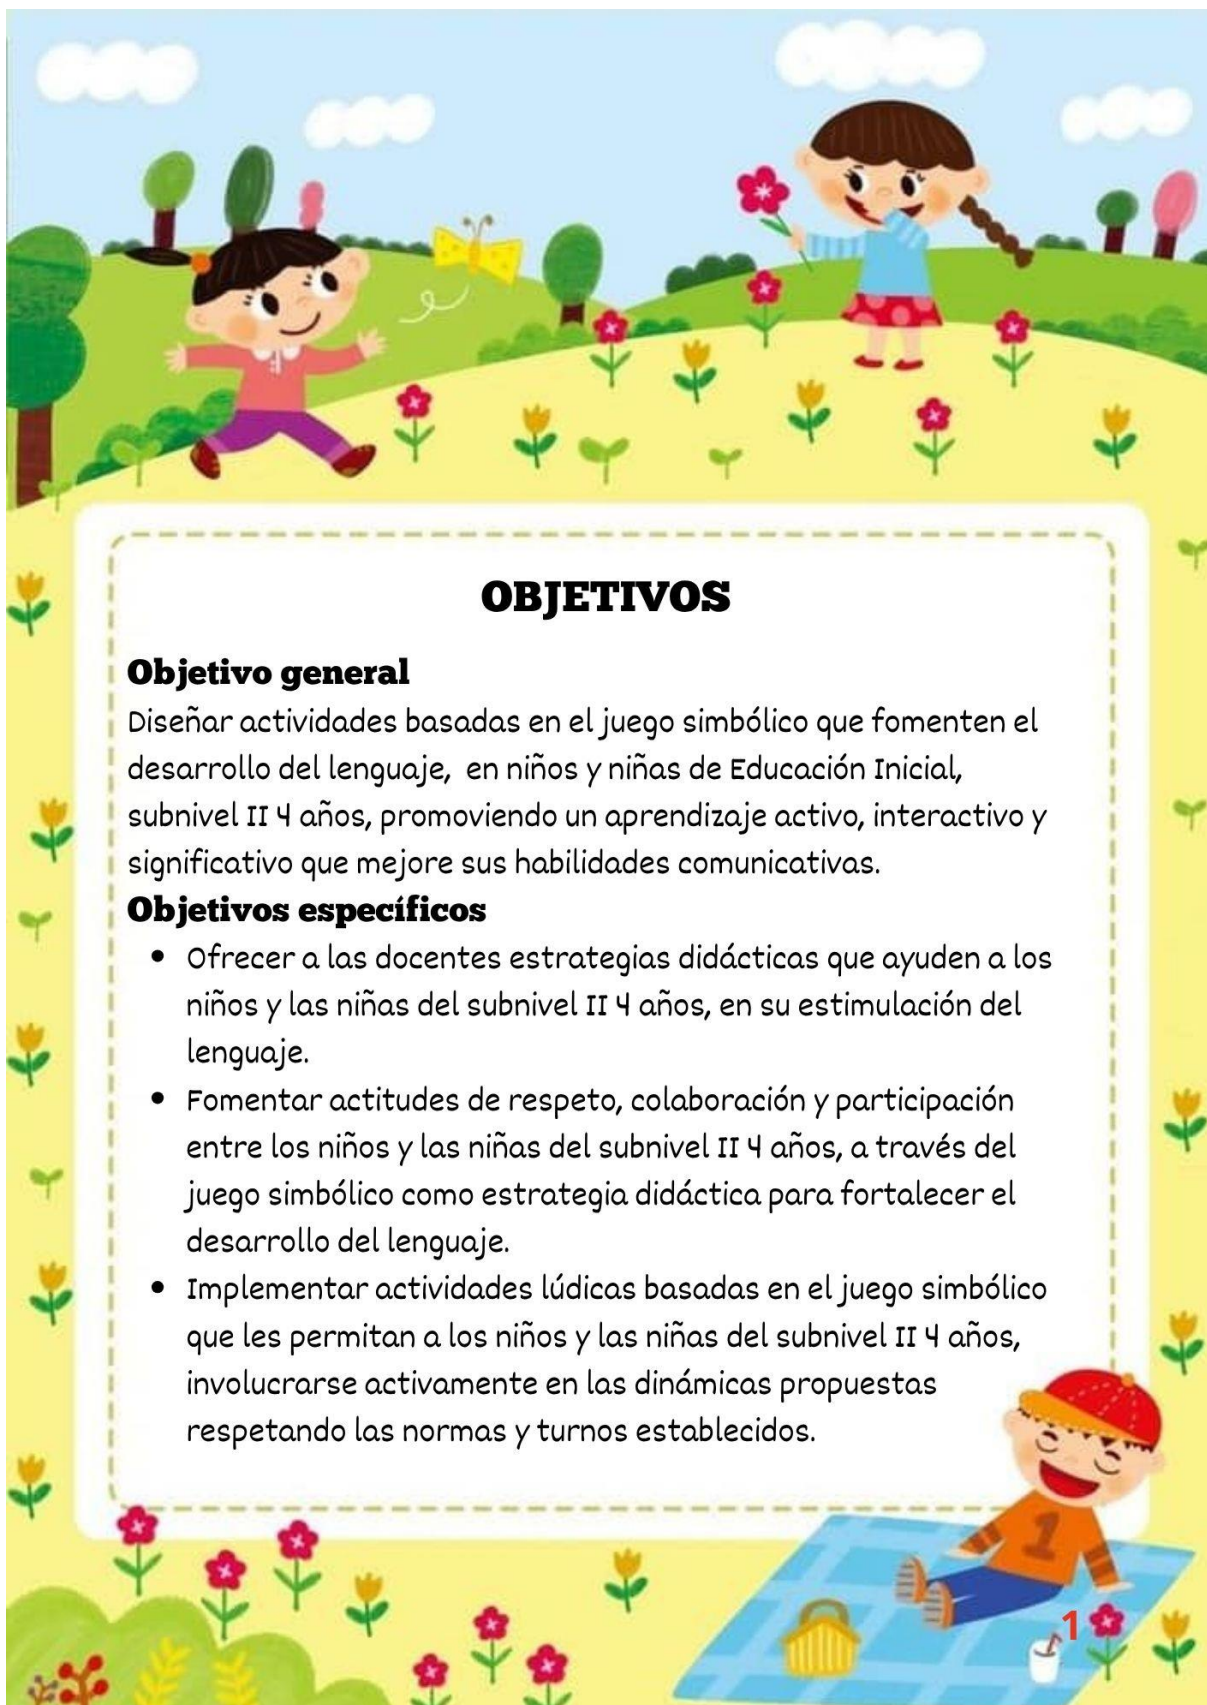 OBJETIVOS
Objetivo general
Diseñar actividades basadas en el juego simbólico que fomenten el
desarrollo del lenguaje, en niños y niñas de Educación Inicial,
subnivel II 4 años, promoviendo un aprendizaje activo, interactivo y
significativo que mejore sus habilidades comunicativas.
Objetivos específicos
• Ofrecer a las docentes estrategias didácticas que ayuden a los
niños y las niñas del subnivel II 4 años, en su estimulación del
lenguaje.
• Fomentar actitudes de respeto, colaboración y participación
entre los niños y las niñas del subnivel II 4 años, a través del
juego simbólico como estrategia didáctica para fortalecer el
desarrollo del lenguaje.
• Implementar actividades lúdicas basadas en el juego simbólico
que les permitan a los niños y las niñas del subnivel II 4 años,
involucrarse activamente en las dinámicas propuestas
respetando las normas y turnos establecidos.
1
1